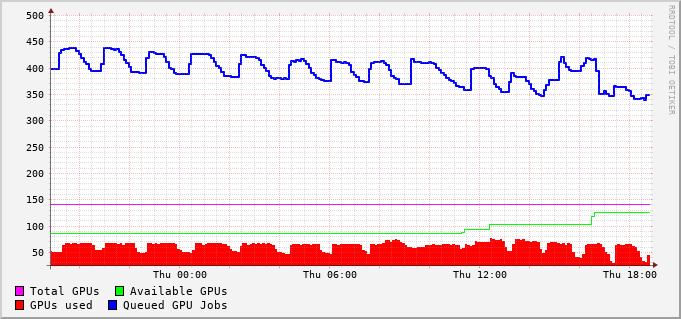 500
450
400
350
300
250
200
150
100
50
Thu 00:00 Thu 06:00 Thu 12:00 Thu 18:00
Total GPUs Available GPUs
GPUs used Queued GPU Jobs
RRDTOOL / TOBI OETIKER